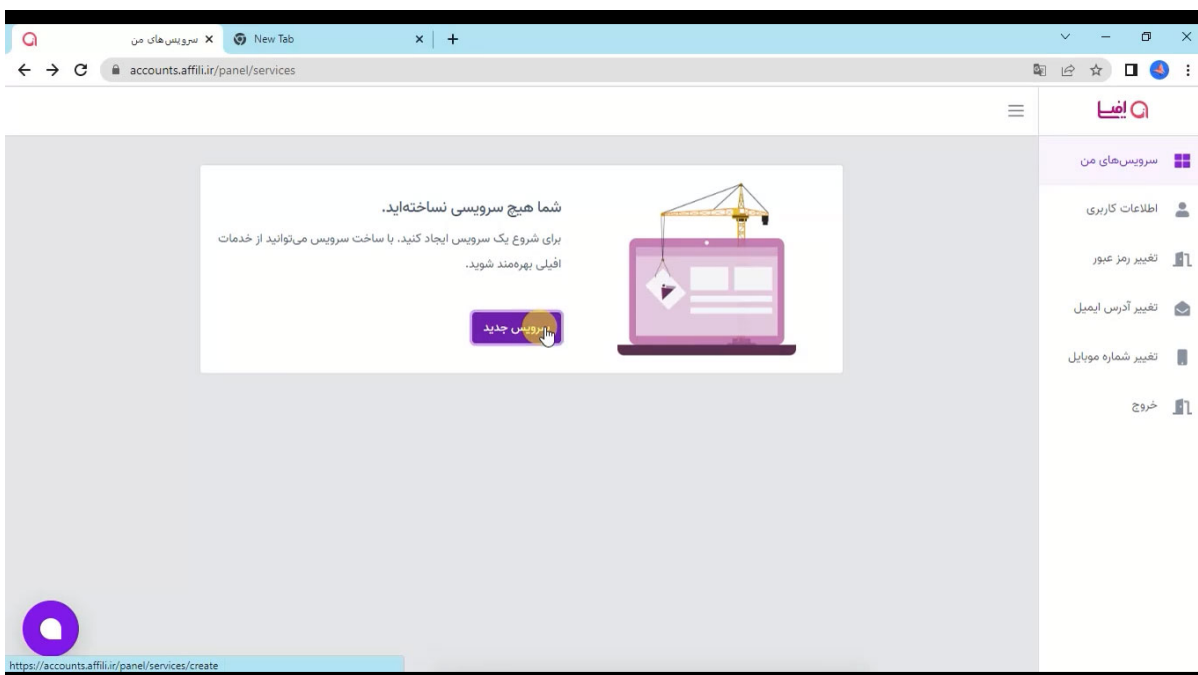 سرویس‌های من
New Tab
accounts.affili.ir/panel/services
افیلی
سرویس‌های من
اطلاعات کاربری
تغییر رمز عبور
تغییر آدرس ایمیل
تغییر شماره موبایل
خروج
شما هیچ سرویسی نساخته‌اید.
برای شروع یک سرویس ایجاد کنید. با ساخت سرویس می‌توانید از خدمات
افیلی بهره‌مند شوید.
سرویس جدید
https://accounts.affili.ir/panel/services/create